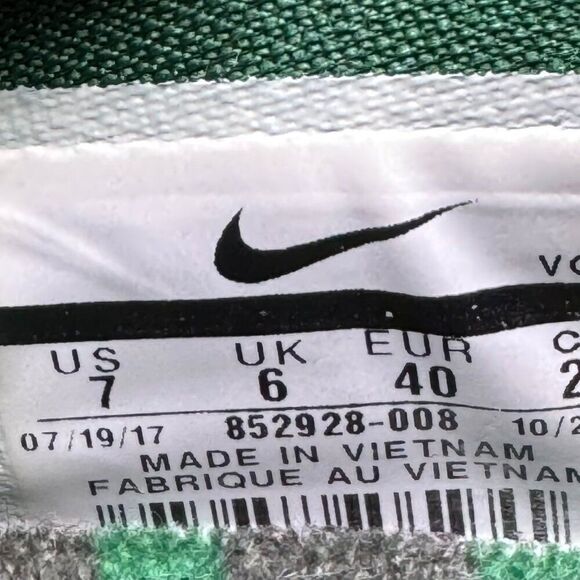 US UK EUR
7 6 40
07/19/17 852928-008
MADE IN VIETNAM
FABRIQUE AU VIETNAM